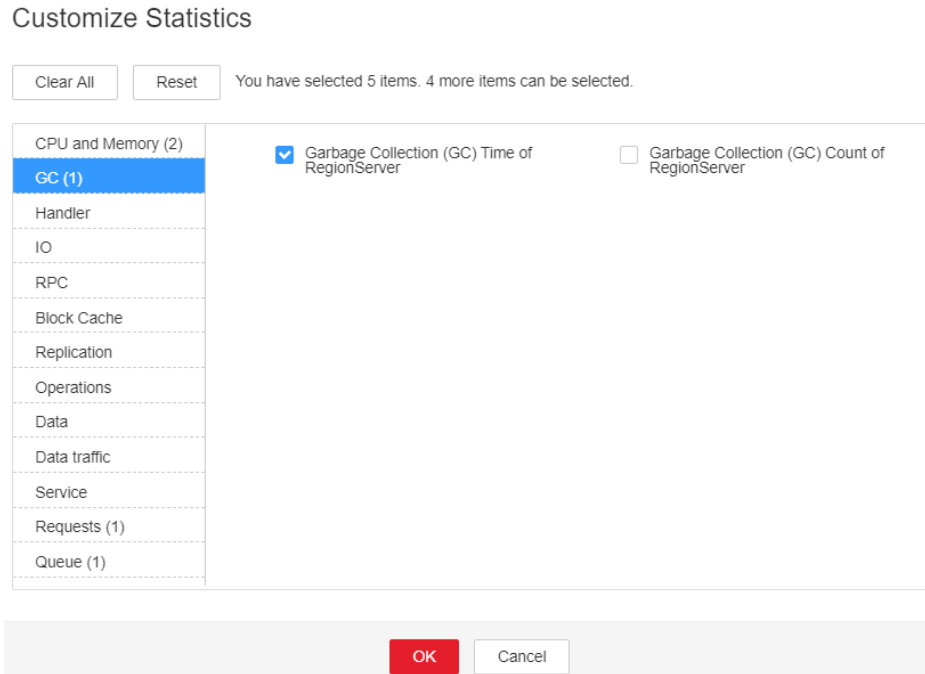 Customize Statistics
Clear All Reset You have selected 5 items. 4 more items can be selected.
CPU and Memory (2)
GC (1)
Handler
IO
RPC
Block Cache
Replication
Operations
Data
Data traffic
Service
Requests (1)
Queue (1)
Garbage Collection (GC) Time of
RegionServer
Garbage Collection (GC) Count of
RegionServer
OK Cancel